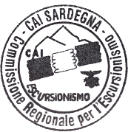 - CAI SARDEGNA -
Commissione Regionale per l'Escursionismo
CAI
ESCURSIONISMO